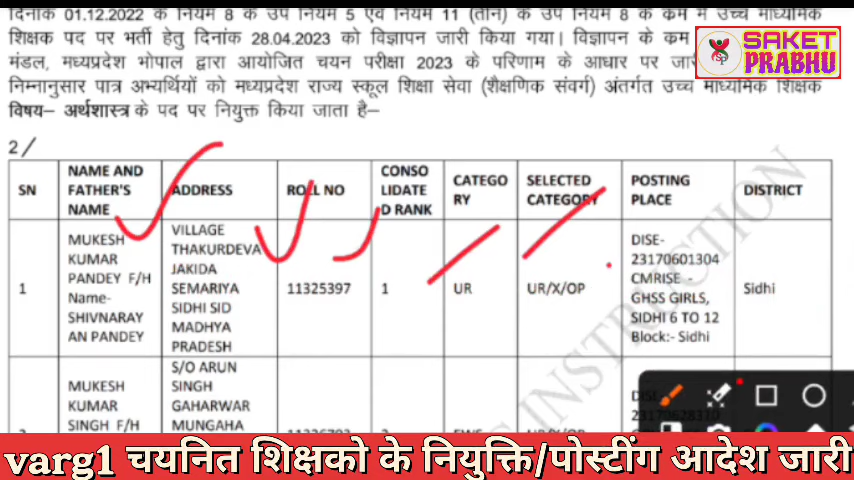 दिनांक 01.12.2022 के नियम 8 के उप नियम 5 एवं नियम 11 (तीन) के उप नियम 8 के क्रम में उच्च माध्यमिक
शिक्षक पद पर भर्ती हेतु दिनांक 28.04.2023 को विज्ञापन जारी किया गया। विज्ञापन के क्रम
मंडल, मध्यप्रदेश भोपाल द्वारा आयोजित चयन परीक्षा 2023 के परिणाम के आधार पर जारी
निम्नानुसार पात्र अभ्यर्थियों को मध्यप्रदेश राज्य स्कूल शिक्षा सेवा (शैक्षणिक संवर्ग) अंतर्गत उच्च माध्यमिक शिक्षक
विषय– अर्थशास्त्र के पद पर नियुक्त किया जाता है–
SAKET
PRABHU
SP
2/
SN
NAME AND
FATHER'S
NAME
ADDRESS
ROLL NO
CONSO
LIDATE
D RANK
CATEGO
RY
SELECTED
CATEGORY
POSTING
PLACE
DISTRICT
1
MUKESH
KUMAR
PANDEY F/H
Name-
SHIVNARAY
AN PANDEY
VILLAGE
THAKURDEVA
JAKIDA
SEMARIYA
SIDHI SID
MADHYA
PRADESH
11325397
1
UR
UR/X/OP
DISE-
23170601304
CMRISE -
GHSS GIRLS,
SIDHI 6 TO 12
Block:- Sidhi
Sidhi
MUKESH
KUMAR
SINGH F/H
S/O ARUN
SINGH
GAHARWAR
MUNGAHA
INSTRUCTION
varg1 चयनित शिक्षको के नियुक्ति/पोस्टींग आदेश जारी